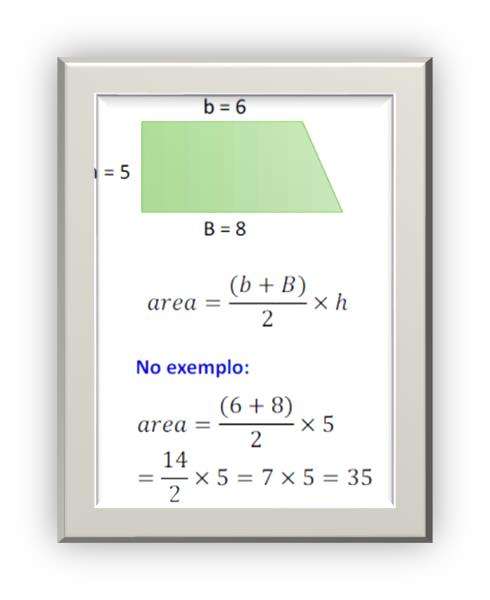 b = 6
= 5
B = 8
area = (b + B)/2 × h
No exemplo:
area = (6 + 8)/2 × 5
= 14/2 × 5 = 7 × 5 = 35